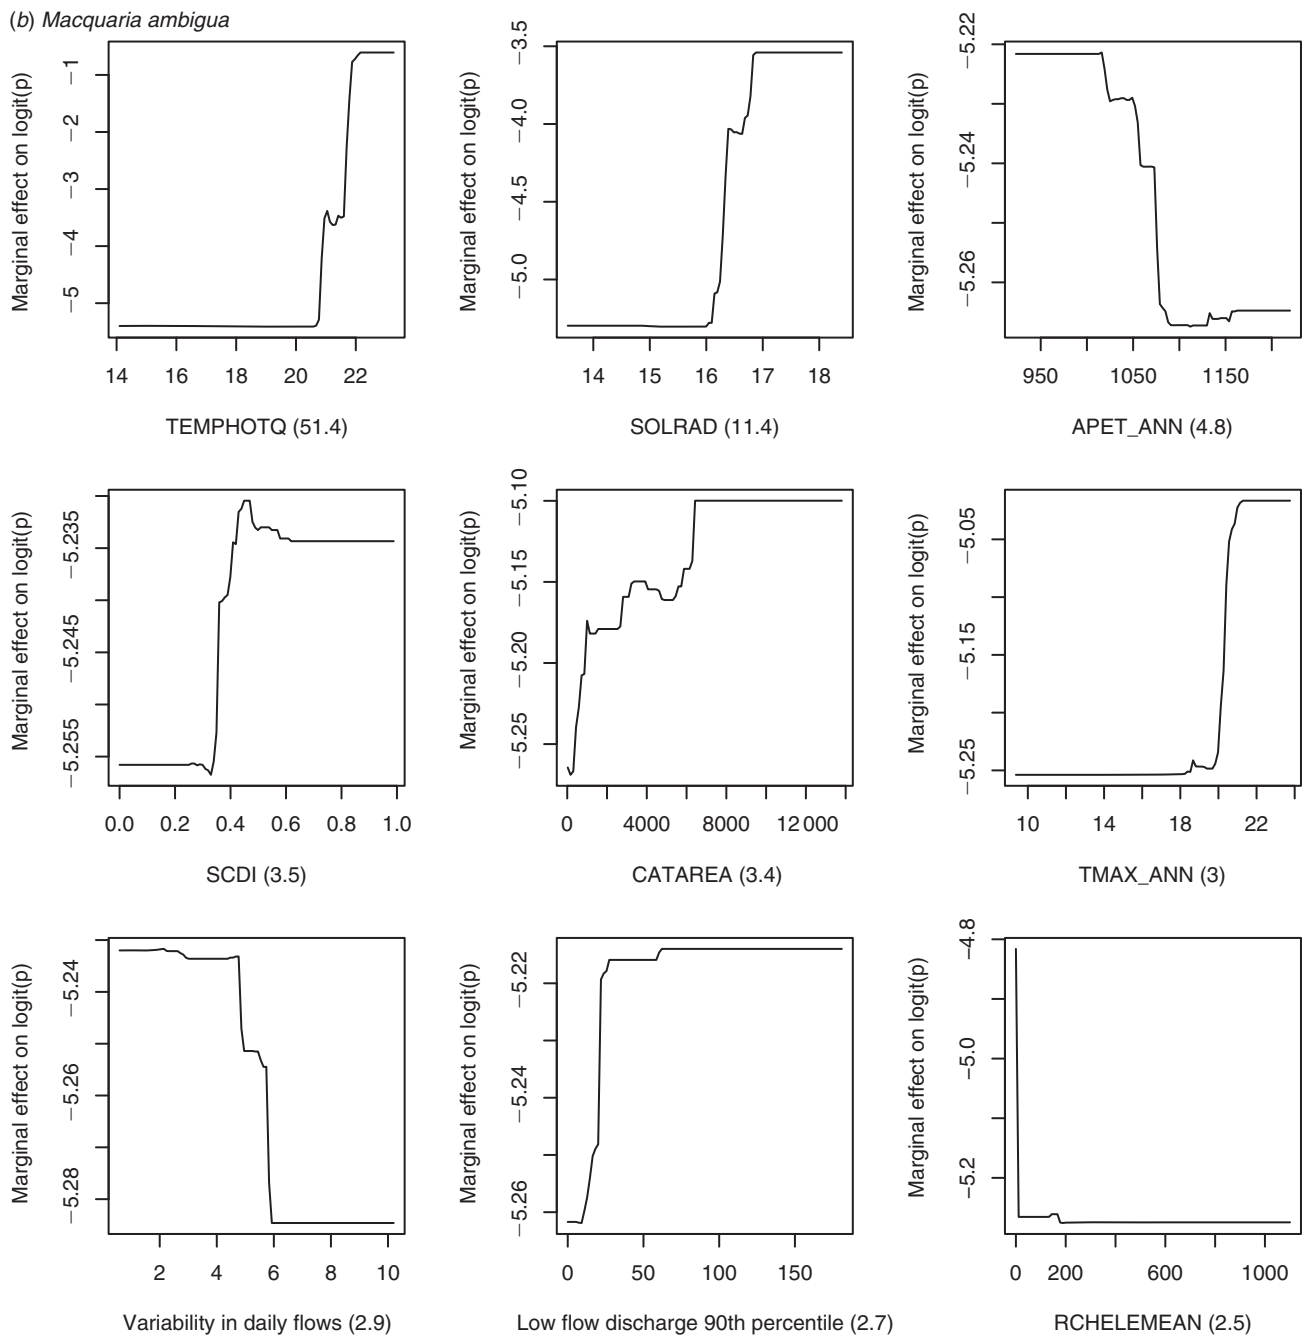 (b) Macquaria ambigua
Marginal effect on logit(p)
−1
−2
−3
−4
−5
14 16 18 20 22
TEMPHOTQ (51.4)
Marginal effect on logit(p)
−3.5
−4.0
−4.5
−5.0
14 15 16 17 18
SOLRAD (11.4)
Marginal effect on logit(p)
−5.22
−5.24
−5.26
950 1050 1150
APET_ANN (4.8)
Marginal effect on logit(p)
−5.235
−5.245
−5.255
0.0 0.2 0.4 0.6 0.8 1.0
SCDI (3.5)
Marginal effect on logit(p)
−5.10
−5.15
−5.20
−5.25
0 4000 8000 12 000
CATAREA (3.4)
Marginal effect on logit(p)
−5.05
−5.15
−5.25
10 14 18 22
TMAX_ANN (3)
Marginal effect on logit(p)
−5.24
−5.26
−5.28
2 4 6 8 10
Variability in daily flows (2.9)
Marginal effect on logit(p)
−5.22
−5.24
−5.26
0 50 100 150
Low flow discharge 90th percentile (2.7)
Marginal effect on logit(p)
−4.8
−5.0
−5.2
0 200 600 1000
RCHELEMEAN (2.5)